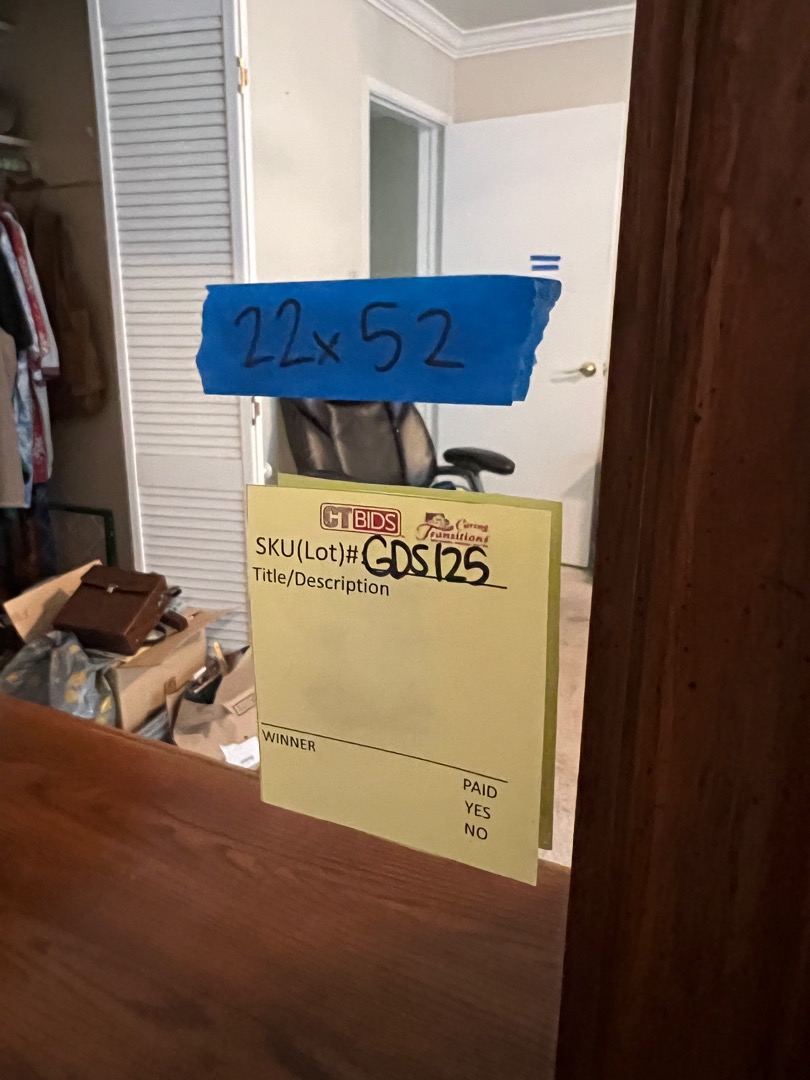 22x52
CTBIDS
Caring
Transitions
SKU(Lot)# GDS125
Title/Description
WINNER
PAID
YES
NO